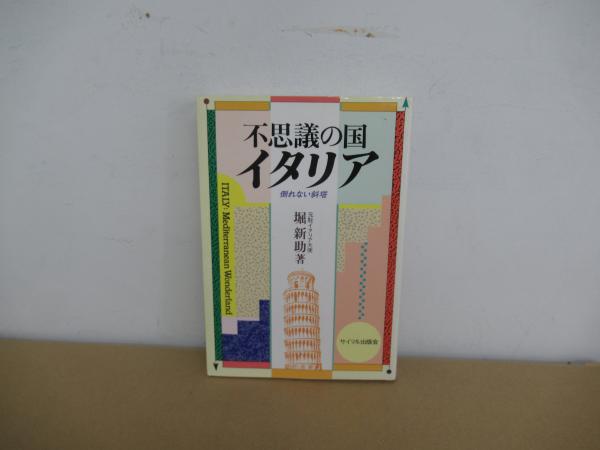 不思議の国
イタリア
倒れない斜塔
元駐イタリア大使
堀 新助 著
ITALY: Mediterranean Wonderland
サイマル出版会